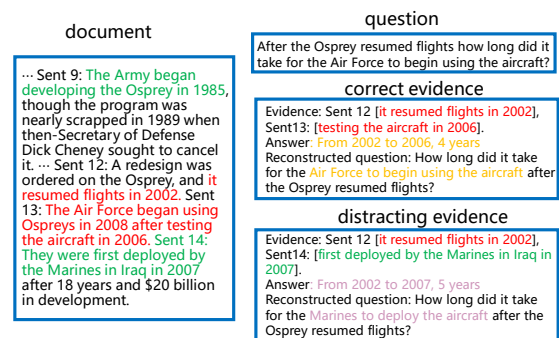 document
··· Sent 9: The Army began
developing the Osprey in 1985,
though the program was
nearly scrapped in 1989 when
then-Secretary of Defense
Dick Cheney sought to cancel
it. ··· Sent 12: A redesign was
ordered on the Osprey, and it
resumed flights in 2002. Sent
13: The Air Force began using
Ospreys in 2008 after testing
the aircraft in 2006. Sent 14:
They were first deployed by
the Marines in Iraq in 2007
after 18 years and $20 billion
in development.
question
After the Osprey resumed flights how long did it
take for the Air Force to begin using the aircraft?
correct evidence
Evidence: Sent 12 [it resumed flights in 2002],
Sent13: [testing the aircraft in 2006].
Answer: From 2002 to 2006, 4 years
Reconstructed question: How long did it take
for the Air Force to begin using the aircraft after
the Osprey resumed flights?
distracting evidence
Evidence: Sent 12 [it resumed flights in 2002],
Sent14: [first deployed by the Marines in Iraq in
2007].
Answer: From 2002 to 2007, 5 years
Reconstructed question: How long did it take
for the Marines to deploy the aircraft after the
Osprey resumed flights?